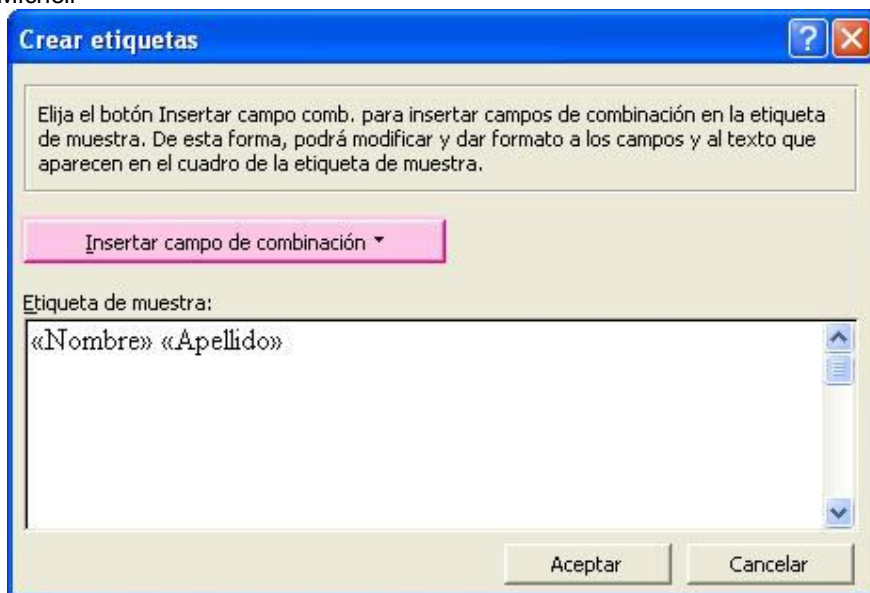 Crear etiquetas
Elija el botón Insertar campo comb. para insertar campos de combinación en la etiqueta
de muestra. De esta forma, podrá modificar y dar formato a los campos y al texto que
aparecen en el cuadro de la etiqueta de muestra.
Insertar campo de combinación
Etiqueta de muestra:
«Nombre» «Apellido»
Aceptar Cancelar